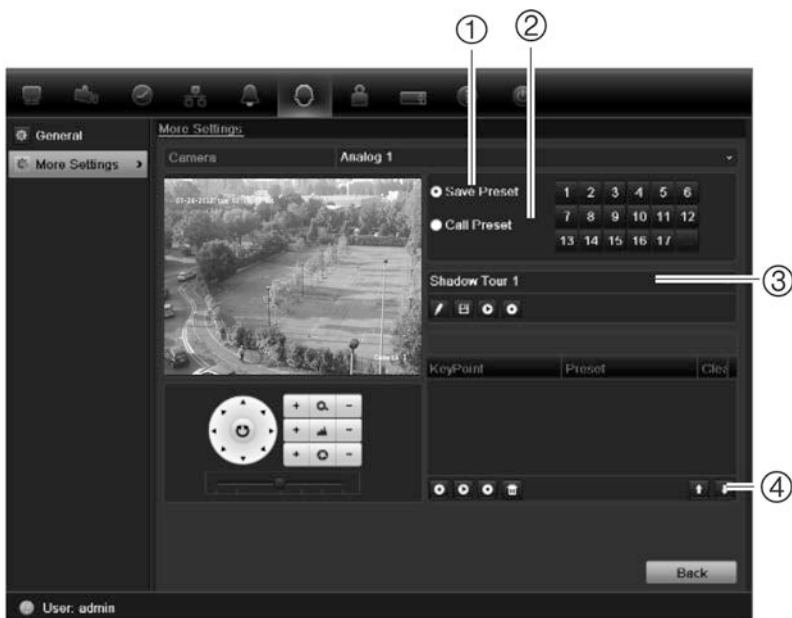 ① ②
General
More Settings
More Settings
Camera Analog 1
Save Preset
Call Preset
1 2 3 4 5 6
7 8 9 10 11 12
13 14 15 16 17
③
Shadow Tour 1
KeyPoint Preset Clea
Camera 1
④
Back
User: admin